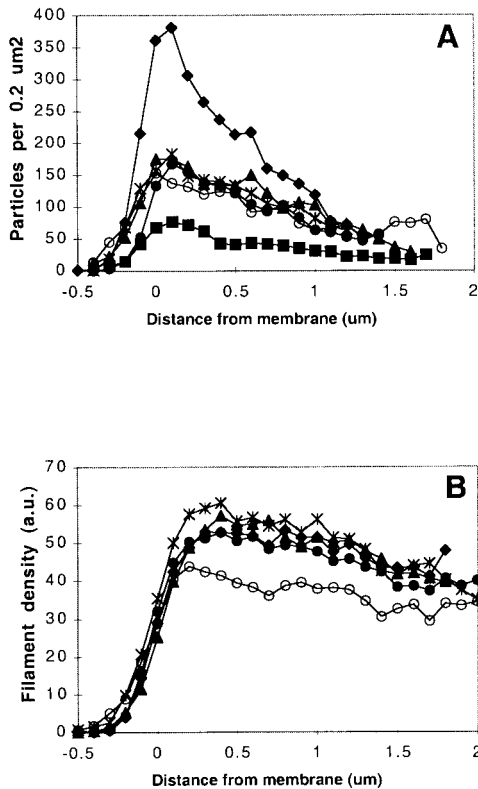 A
Particles per 0.2 um2
400
350
300
250
200
150
100
50
0
-0.5 0 0.5 1 1.5 2
Distance from membrane (um)
B
Filament density (a.u.)
70
60
50
40
30
20
10
0
-0.5 0 0.5 1 1.5 2
Distance from membrane (um)